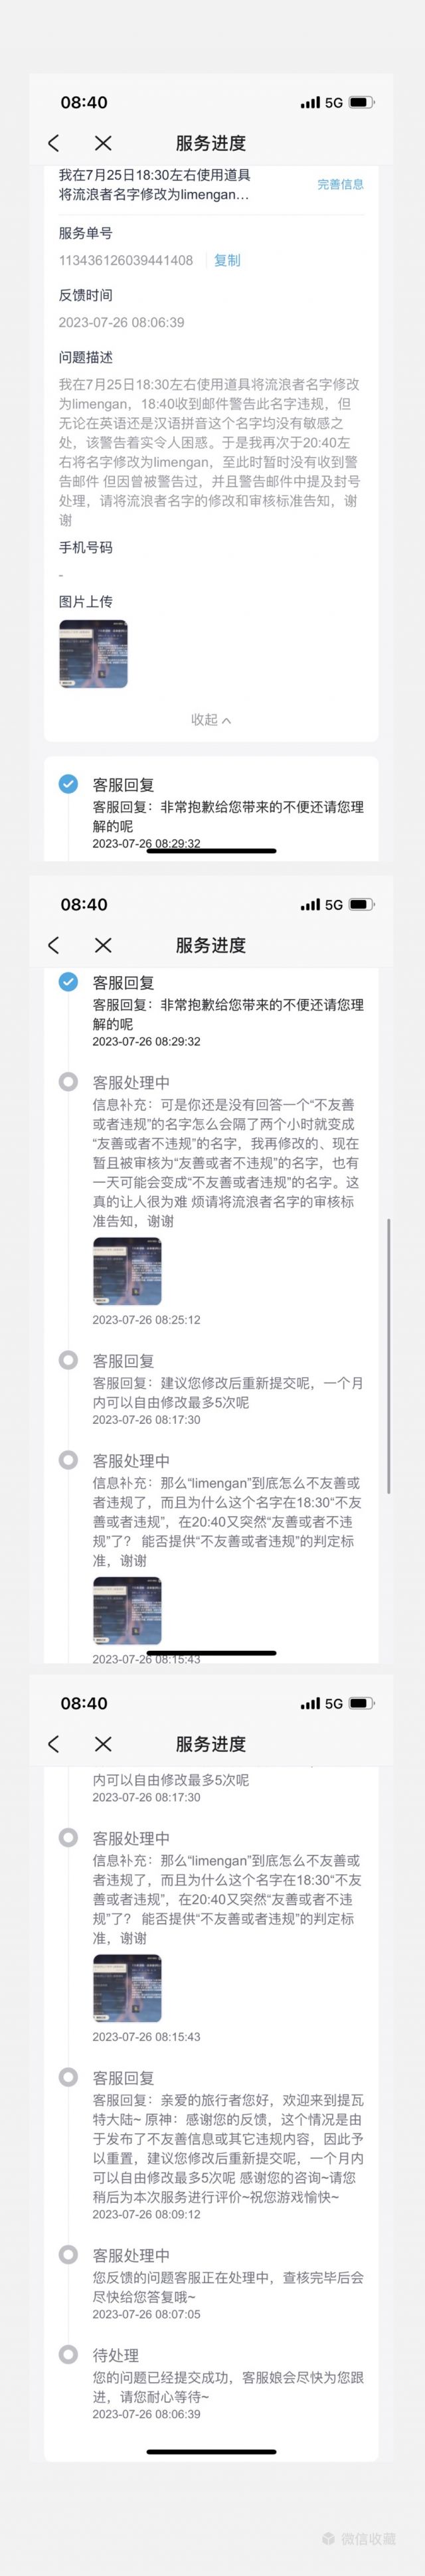 08:40
5G
服务进度
我在7月25日18:30左右使用道具
将流浪者名字修改为limengan...
完善信息
服务单号
113436126039441408
复制
反馈时间
2023-07-26 08:06:39
问题描述
我在7月25日18:30左右使用道具将流浪者名字修改
为limengan，18:40收到邮件警告此名字违规，但
无论在英语还是汉语拼音这个名字均没有敏感之
处，该警告着实令人困惑。于是我再次于20:40左
右将名字修改为limengan，至此时暂时没有收到警
告邮件 但因曾被警告过，并且警告邮件中提及封号
处理，请将流浪者名字的修改和审核标准告知，谢
谢
手机号码
-
图片上传
收起
客服回复
客服回复：非常抱歉给您带来的不便还请您理
解的呢
2023-07-26 08:29:32
08:40
5G
服务进度
客服回复
客服回复：非常抱歉给您带来的不便还请您理
解的呢
2023-07-26 08:29:32
客服处理中
信息补充：可是你还是没有回答一个“不友善
或者违规”的名字怎么会隔了两个小时就变成
“友善或者不违规”的名字，我再修改的、现在
暂且被审核为“友善或者不违规”的名字，也有
一天可能会变成“不友善或者违规”的名字。这
真的让人很为难 烦请将流浪者名字的审核标
准告知，谢谢
2023-07-26 08:25:12
客服回复
客服回复：建议您修改后重新提交呢，一个月
内可以自由修改最多5次呢
2023-07-26 08:17:30
客服处理中
信息补充：那么“limengan”到底怎么不友善或
者违规了，而且为什么这个名字在18:30“不友
善或者违规”，在20:40又突然“友善或者不违
规”了？ 能否提供“不友善或者违规”的判定标
准，谢谢
2023-07-26 08:15:43
08:40
5G
服务进度
内可以自由修改最多5次呢
2023-07-26 08:17:30
客服处理中
信息补充：那么“limengan”到底怎么不友善或
者违规了，而且为什么这个名字在18:30“不友
善或者违规”，在20:40又突然“友善或者不违
规”了？ 能否提供“不友善或者违规”的判定标
准，谢谢
2023-07-26 08:15:43
客服回复
客服回复：亲爱的旅行者您好，欢迎来到提瓦
特大陆~ 原神：感谢您的反馈，这个情况是由
于发布了不友善信息或其它违规内容，因此予
以重置，建议您修改后重新提交呢，一个月内
可以自由修改最多5次呢 感谢您的咨询~请您
稍后为本次服务进行评价~祝您游戏愉快~
2023-07-26 08:09:12
客服处理中
您反馈的问题客服正在处理中，查核完毕后会
尽快给您答复哦~
2023-07-26 08:07:05
待处理
您的问题已经提交成功，客服娘会尽快为您跟
进，请您耐心等待~
2023-07-26 08:06:39
微信收藏